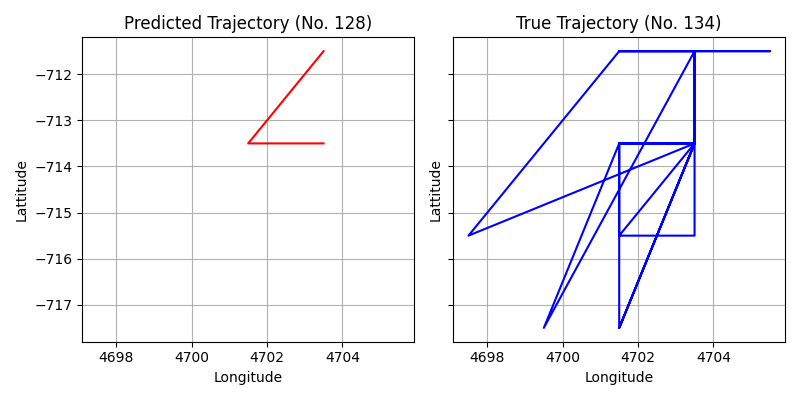 Predicted Trajectory (No. 128)
−712
−713
−714
−715
−716
−717
Lattitude
4698 4700 4702 4704
Longitude
True Trajectory (No. 134)
Lattitude
4698 4700 4702 4704
Longitude